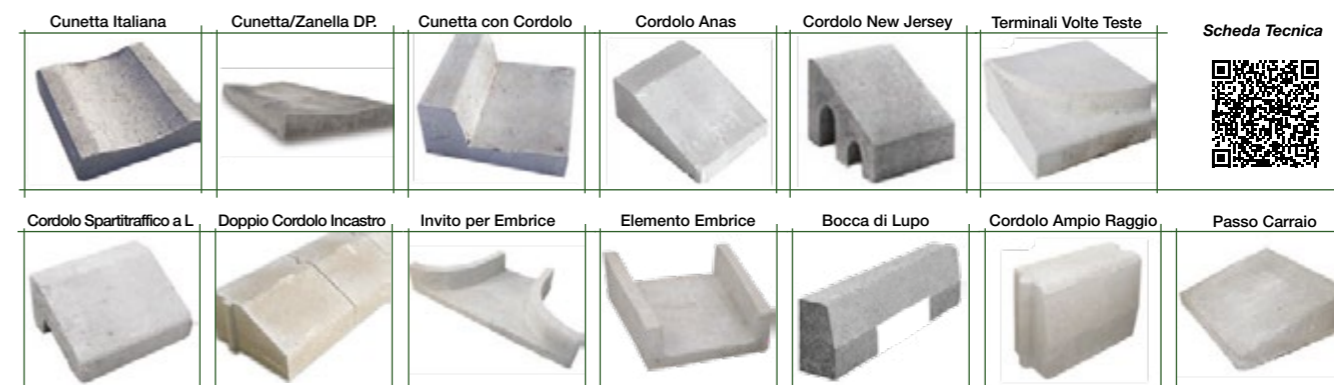 Cunetta Italiana
Cunetta/Zanella DP.
Cunetta con Cordolo
Cordolo Anas
Cordolo New Jersey
Terminali Volte Teste
Scheda Tecnica
Cordolo Spartitraffico a L
Doppio Cordolo Incastro
Invito per Embrice
Elemento Embrice
Bocca di Lupo
Cordolo Ampio Raggio
Passo Carraio